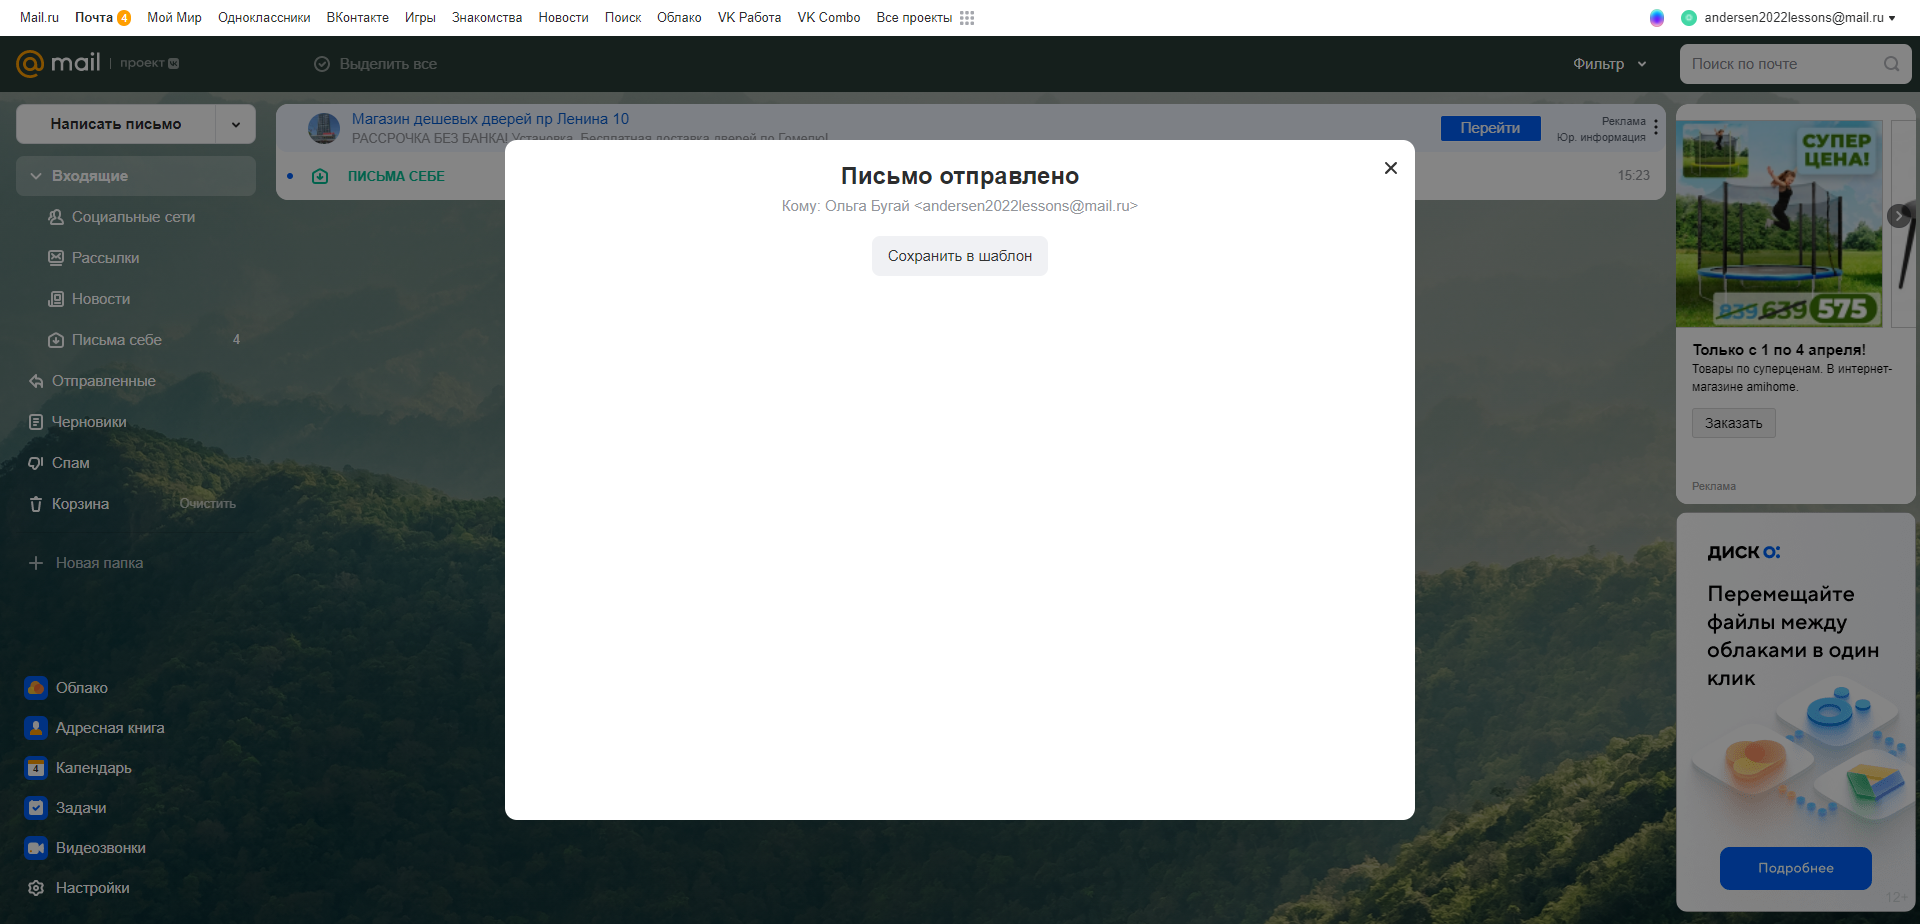 Mail.ru Почта 4 Мой Мир Одноклассники ВКонтакте Игры Знакомства Новости Поиск Облако VK Работа VK Combo Все проекты andersen2022lessons@mail.ru
@mail проект
Выделить все
Фильтр
Поиск по почте
Написать письмо
Входящие
Социальные сети
Рассылки
Новости
Письма себе 4
Отправленные
Черновики
Спам
Корзина Очистить
Новая папка
Облако
Адресная книга
4 Календарь
Задачи
Видеозвонки
Настройки
Магазин дешевых дверей пр Ленина 10
РАССРОЧКА БЕЗ БАНКА! Установка. Бесплатная доставка дверей по Гомелю!
Перейти
Реклама
Юр. информация
ПИСЬМА СЕБЕ 15:23
Письмо отправлено
Кому: Ольга Бугай <andersen2022lessons@mail.ru>
Сохранить в шаблон
СУПЕР
ЦЕНА!
839 639 575
Только с 1 по 4 апреля!
Товары по суперценам. В интернет-
магазине amihome.
Заказать
Реклама
ДИСК О:
Перемещайте
файлы между
облаками в один
клик
Подробнее
12+